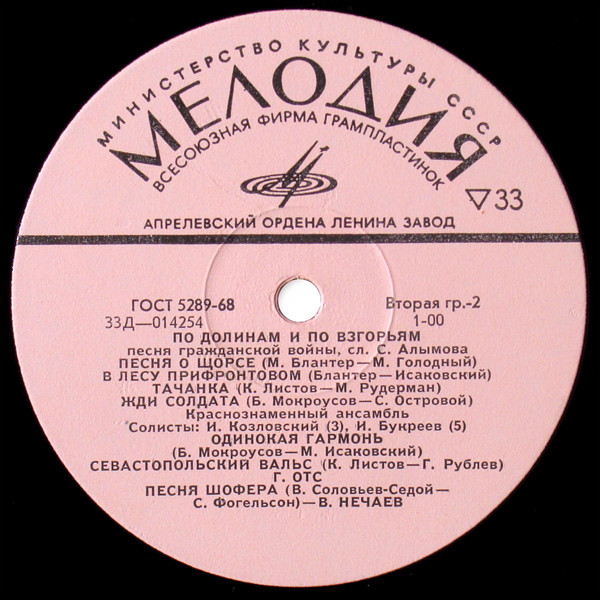 МИНИСТЕРСТВО КУЛЬТУРЫ СССР
МЕЛОДИЯ
ВСЕСОЮЗНАЯ ФИРМА ГРАМПЛАСТИНОК
33
АПРЕЛЕВСКИЙ ОРДЕНА ЛЕНИНА ЗАВОД
ГОСТ 5289-68 Вторая гр.-2
33Д—014254 1-00
ПО ДОЛИНАМ И ПО ВЗГОРЬЯМ
песня гражданской войны, сл. С. Алымова
ПЕСНЯ О ЩОРСЕ (М. Блантер—М. Голодный)
В ЛЕСУ ПРИФРОНТОВОМ (Блантер—Исаковский)
ТАЧАНКА (К. Листов—М. Рудерман)
ЖДИ СОЛДАТА (Б. Мокроусов—С. Островой)
Краснознаменный ансамбль
Солисты: И. Козловский (3), И. Букреев (5)
ОДИНОКАЯ ГАРМОНЬ
(Б. Мокроусов—М. Исаковский)
СЕВАСТОПОЛЬСКИЙ ВАЛЬС (К. Листов—Г. Рублев)
Г. ОТС
ПЕСНЯ ШОФЕРА (В. Соловьев-Седой—
С. Фогельсон)—В. НЕЧАЕВ